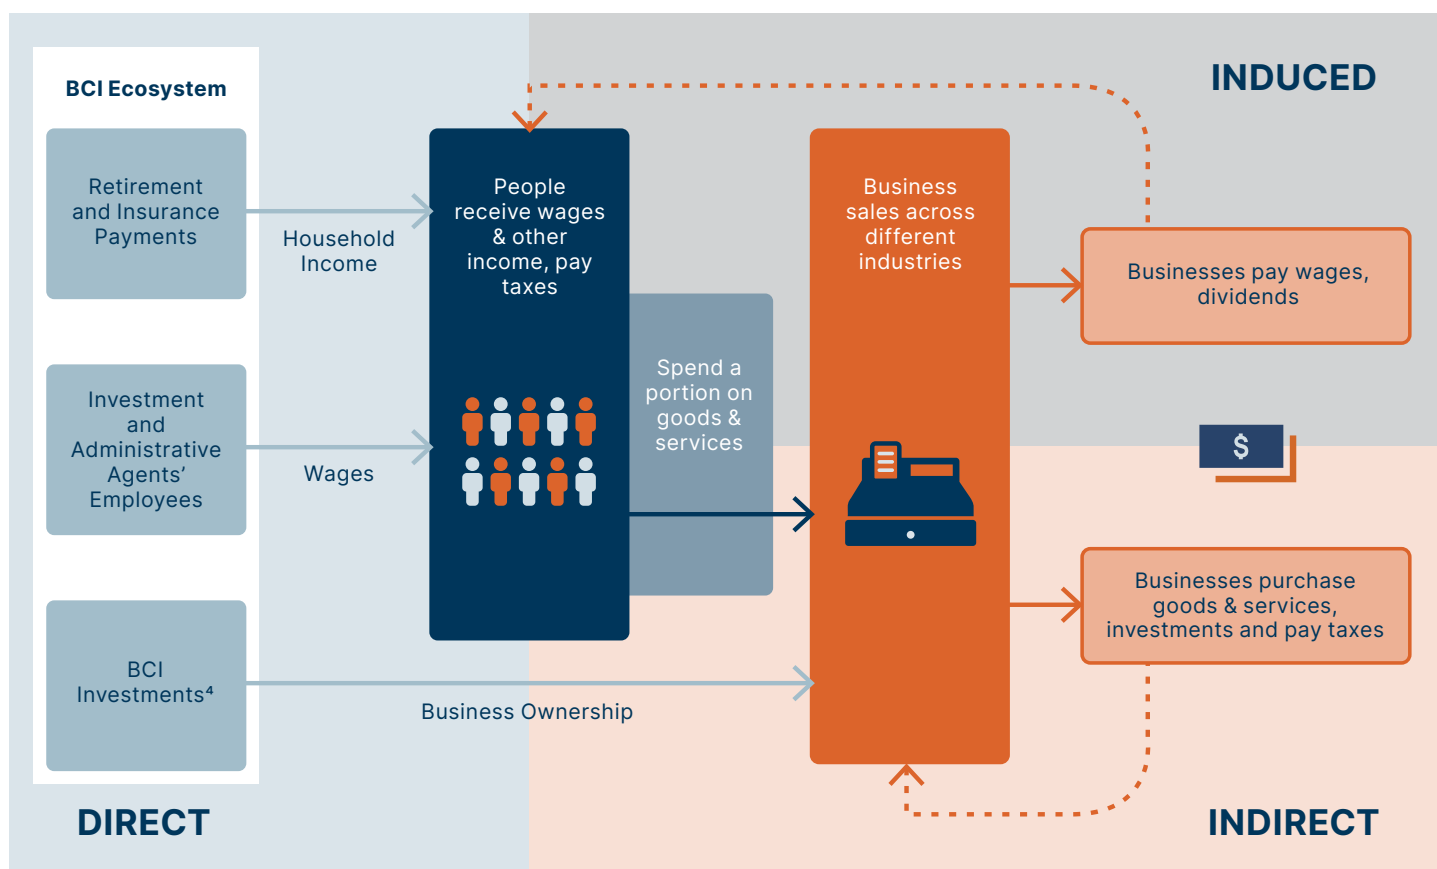 BCI Ecosystem
Retirement
and Insurance
Payments
Household
Income
Investment
and
Administrative
Agents’
Employees
Wages
BCI
Investments⁴
Business Ownership
DIRECT
People
receive wages
& other
income, pay
taxes
Spend a
portion on
goods &
services
Business
sales across
different
industries
INDUCED
Businesses pay wages,
dividends
$
Businesses purchase
goods & services,
investments and pay taxes
INDIRECT